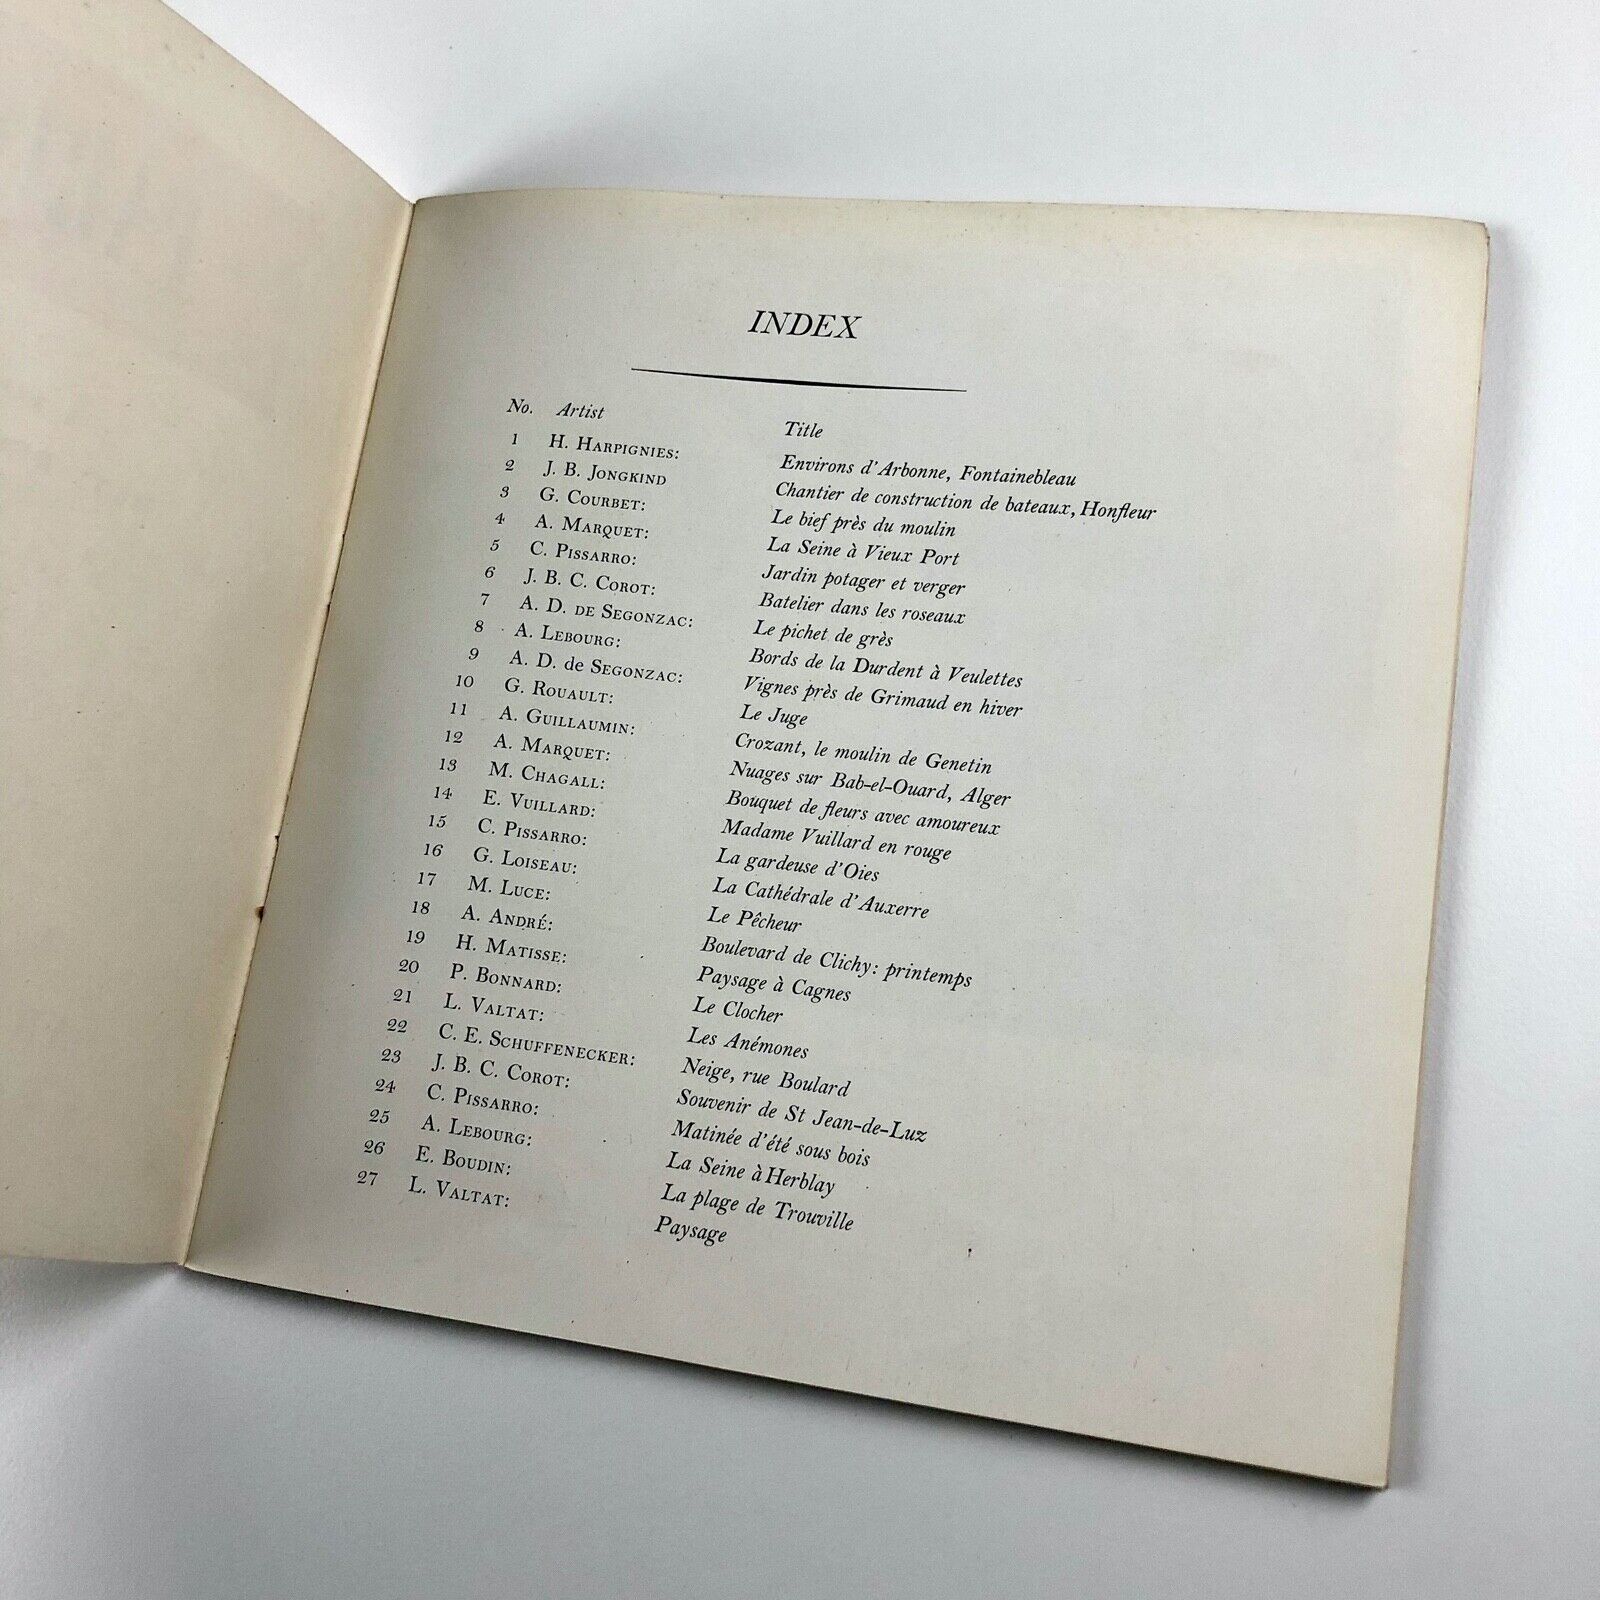 INDEX
No. Artist Title
1 H. HARPIGNIES: Environs d'Arbonne, Fontainebleau
2 J. B. JONGKIND Chantier de construction de bateaux, Honfleur
3 G. COURBET: Le bief près du moulin
4 A. MARQUET: La Seine à Vieux Port
5 C. PISSARRO: Jardin potager et verger
6 J. B. C. COROT: Batelier dans les roseaux
7 A. D. DE SEGONZAC: Le pichet de grès
8 A. LEBOURG: Bords de la Durdent à Veulettes
9 A. D. de SEGONZAC: Vignes près de Grimaud en hiver
10 G. ROUAULT: Le Juge
11 A. GUILLAUMIN: Crozant, le moulin de Genetin
12 A. MARQUET: Nuages sur Bab-el-Ouard, Alger
13 M. CHAGALL: Bouquet de fleurs avec amoureux
14 E. VUILLARD: Madame Vuillard en rouge
15 C. PISSARRO: La gardeuse d'Oies
16 G. LOISEAU: La Cathédrale d'Auxerre
17 M. LUCE: Le Pêcheur
18 A. ANDRÉ: Boulevard de Clichy: printemps
19 H. MATISSE: Paysage à Cagnes
20 P. BONNARD: Le Clocher
21 L. VALTAT: Les Anémones
22 C. E. SCHUFFENECKER: Neige, rue Boulard
23 J. B. C. COROT: Souvenir de St Jean-de-Luz
24 C. PISSARRO: Matinée d'été sous bois
25 A. LEBOURG: La Seine à Herblay
26 E. BOUDIN: La plage de Trouville
27 L. VALTAT: Paysage